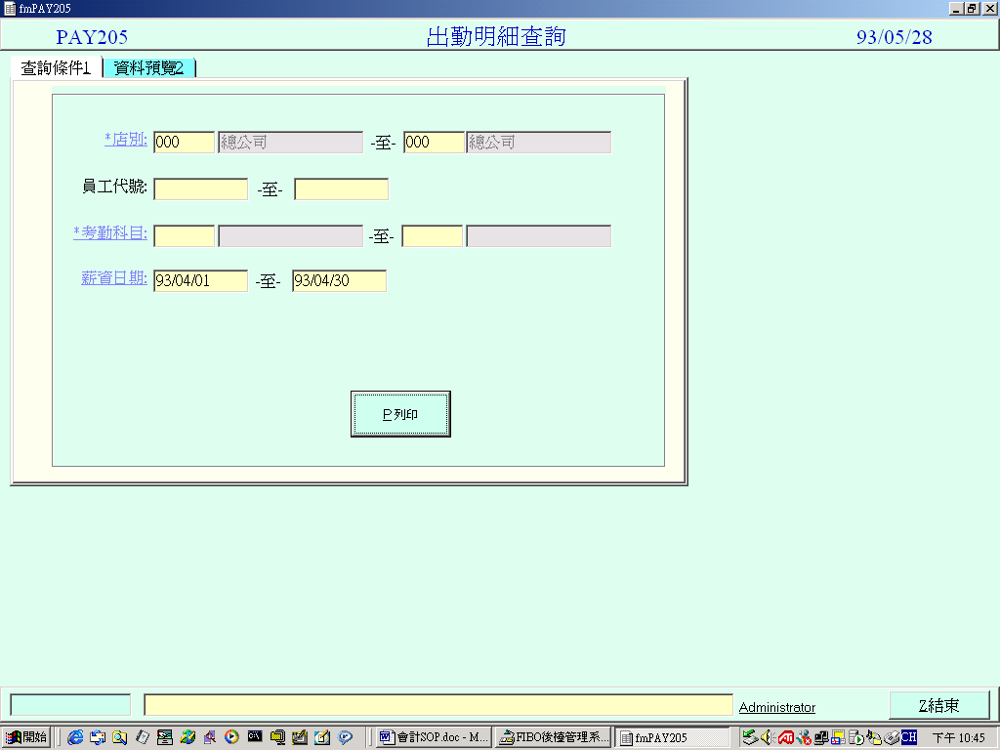 fmPAY205
PAY205 出勤明細查詢 93/05/28
查詢條件1 資料預覽2
*店別: 000 總公司 -至- 000 總公司
員工代號: -至-
*考勤科目: -至-
薪資日期: 93/04/01 -至- 93/04/30
P列印
Administrator Z結束
開始 會計SOP.doc - M... FIBO後檯管理系... fmPAY205 CH 下午 10:45